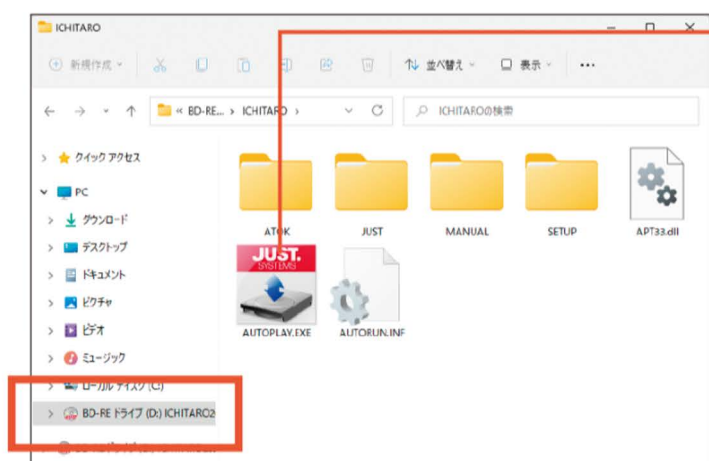 ICHITARO
新規作成
並べ替え
表示
« BD-RE... › ICHITARO ›
ICHITAROの検索
クイック アクセス
PC
ダウンロード
デスクトップ
ドキュメント
ピクチャ
ビデオ
ミュージック
ローカル ディスク (C:)
BD-RE ドライブ (D:) ICHITARO2
ATOK
JUST
MANUAL
SETUP
APT33.dll
JUST.
SYSTEMS
AUTOPLAY.EXE
AUTORUN.INF